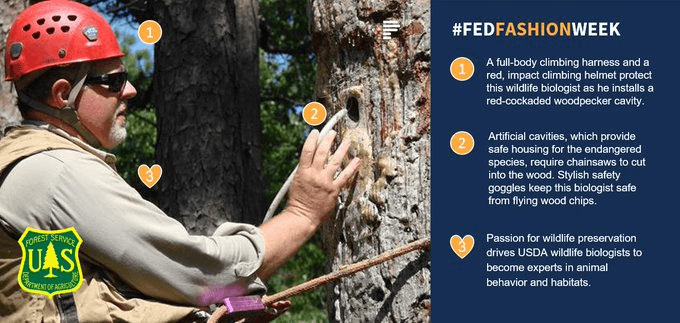 #FEDFASHIONWEEK
1
1
A full-body climbing harness and a
red, impact climbing helmet protect
this wildlife biologist as he installs a
red-cockaded woodpecker cavity.
2
2
Artificial cavities, which provide
safe housing for the endangered
species, require chainsaws to cut
into the wood. Stylish safety
goggles keep this biologist safe
from flying wood chips.
3
3
Passion for wildlife preservation
drives USDA wildlife biologists to
become experts in animal
behavior and habitats.
FOREST SERVICE
U S
DEPARTMENT OF AGRICULTURE